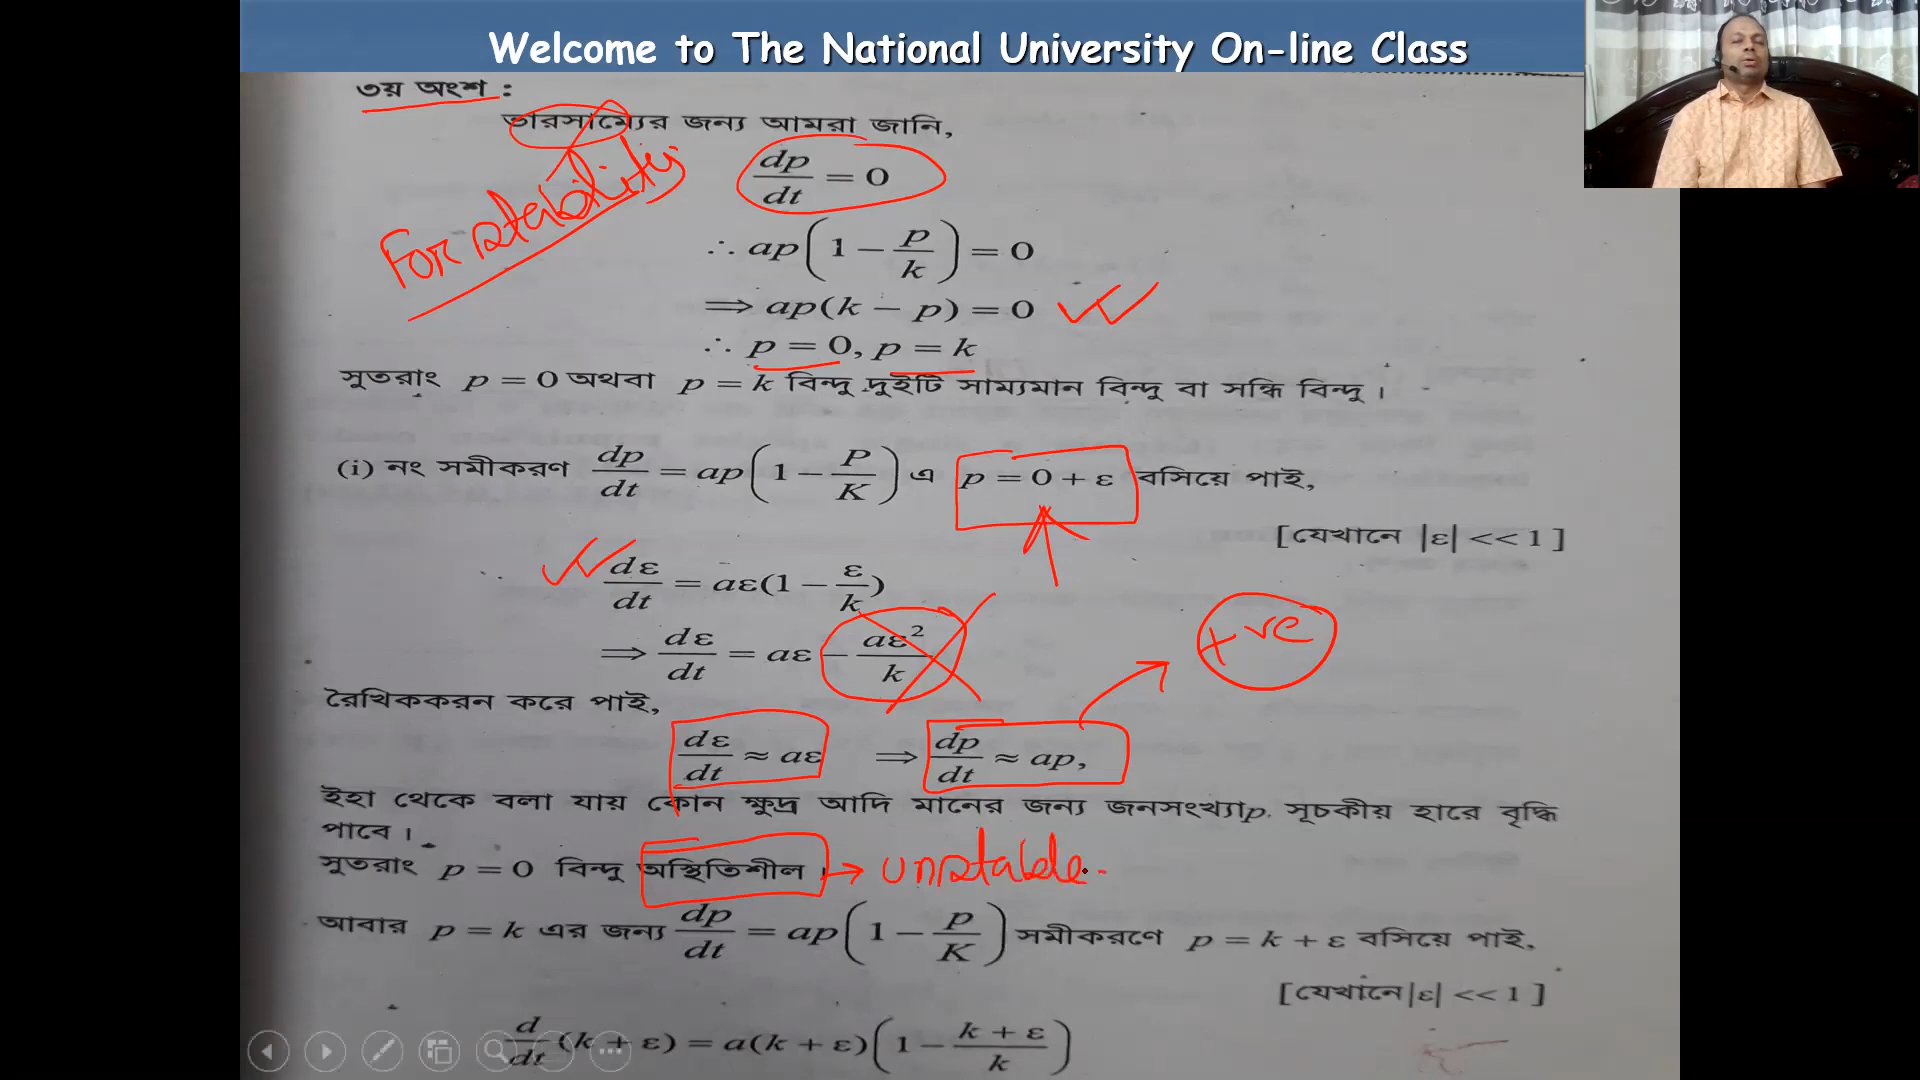 Welcome to The National University On-line Class
৩য় অংশ :
ভারসাম্যের জন্য আমরা জানি,
For stability
dp/dt = 0
∴ ap(1 − p/k) = 0
⟹ ap(k − p) = 0
∴ p = 0, p = k
সুতরাং p = 0 অথবা p = k বিন্দু দুইটি সাম্যমান বিন্দু বা সন্ধি বিন্দু ।
(i) নং সমীকরণ dp/dt = ap(1 − P/K) এ p = 0 + ε বসিয়ে পাই,
[যেখানে |ε| << 1 ]
dε/dt = aε(1 − ε/k)
⟹ dε/dt = aε − aε²/k
+ve
রৈখিককরন করে পাই,
dε/dt ≈ aε ⟹ dp/dt ≈ ap,
ইহা থেকে বলা যায় কোন ক্ষুদ্র আদি মানের জন্য জনসংখ্যা p. সূচকীয় হারে বৃদ্ধি
পাবে ।
সুতরাং p = 0 বিন্দু অস্থিতিশীল । → unstable.
আবার p = k এর জন্য dp/dt = ap(1 − p/K) সমীকরণে p = k + ε বসিয়ে পাই,
[যেখানে |ε| << 1 ]
d/dt (k + ε) = a(k + ε)(1 − (k + ε)/k)